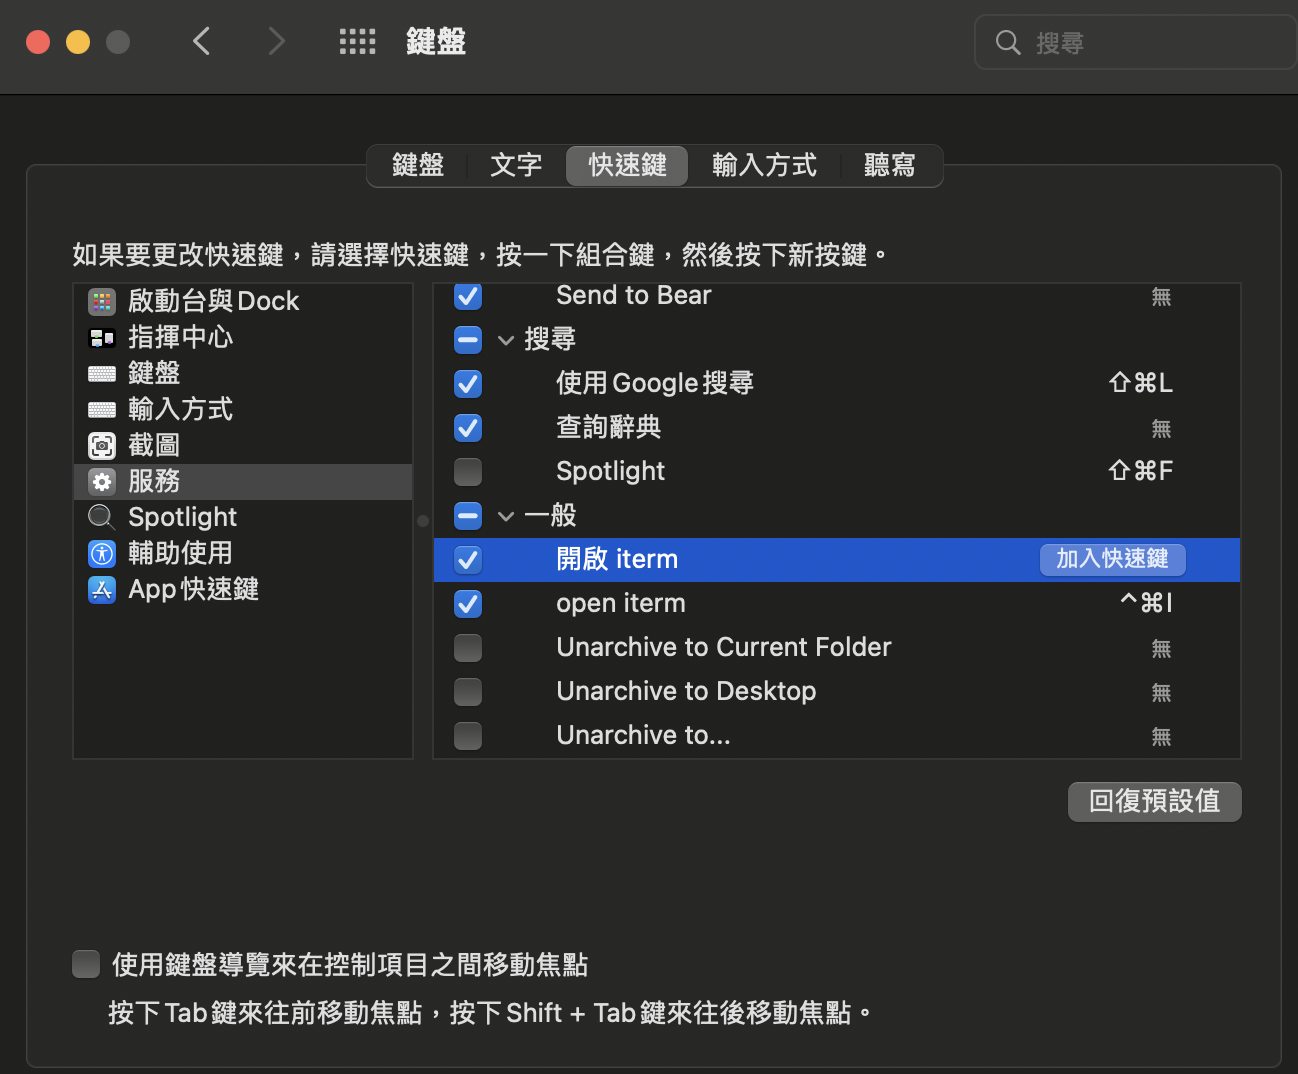 鍵盤
搜尋
鍵盤 文字 快速鍵 輸入方式 聽寫
如果要更改快速鍵，請選擇快速鍵，按一下組合鍵，然後按下新按鍵。
啟動台與Dock
指揮中心
鍵盤
輸入方式
截圖
服務
Spotlight
輔助使用
App快速鍵
Send to Bear 無
搜尋
使用Google搜尋 ⇧⌘L
查詢辭典 無
Spotlight ⇧⌘F
一般
開啟 iterm 加入快速鍵
open iterm ^⌘I
Unarchive to Current Folder 無
Unarchive to Desktop 無
Unarchive to... 無
回復預設值
使用鍵盤導覽來在控制項目之間移動焦點
按下Tab鍵來往前移動焦點，按下Shift + Tab鍵來往後移動焦點。